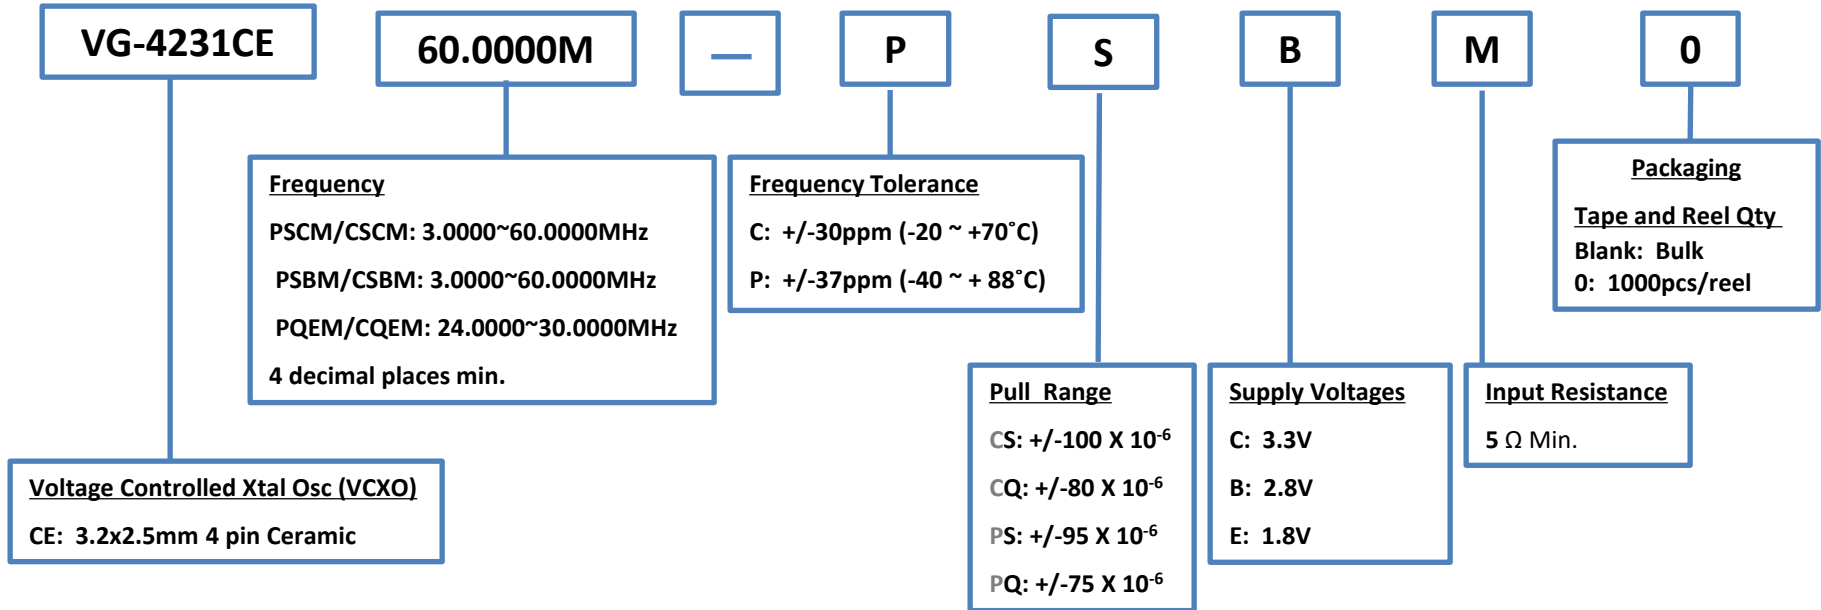 VG-4231CE
60.0000M
—
P
S
B
M
0
Frequency
PSCM/CSCM: 3.0000~60.0000MHz
PSBM/CSBM: 3.0000~60.0000MHz
PQEM/CQEM: 24.0000~30.0000MHz
4 decimal places min.
Frequency Tolerance
C: +/-30ppm (-20 ~ +70˚C)
P: +/-37ppm (-40 ~ + 88˚C)
Packaging
Tape and Reel Qty
Blank: Bulk
0: 1000pcs/reel
Voltage Controlled Xtal Osc (VCXO)
CE: 3.2x2.5mm 4 pin Ceramic
Pull Range
CS: +/-100 X 10⁻⁶
CQ: +/-80 X 10⁻⁶
PS: +/-95 X 10⁻⁶
PQ: +/-75 X 10⁻⁶
Supply Voltages
C: 3.3V
B: 2.8V
E: 1.8V
Input Resistance
5 Ω Min.